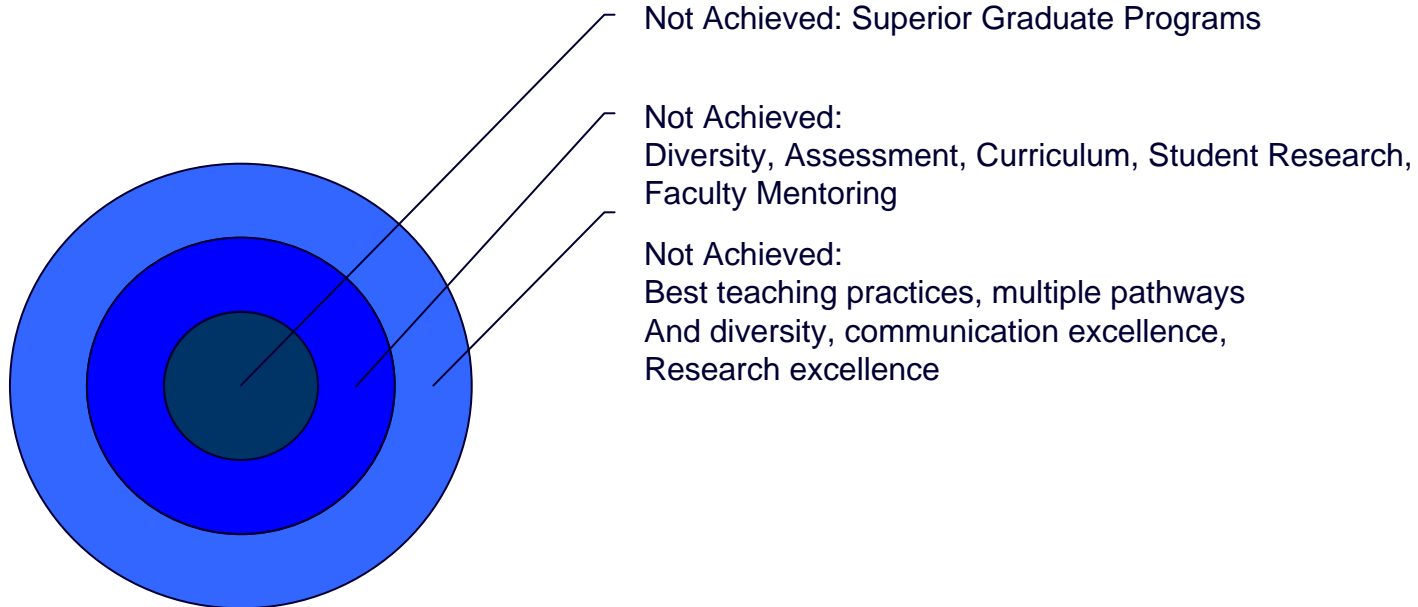 Not Achieved: Superior Graduate Programs
Not Achieved:
Diversity, Assessment, Curriculum, Student Research,
Faculty Mentoring
Not Achieved:
Best teaching practices, multiple pathways
And diversity, communication excellence,
Research excellence